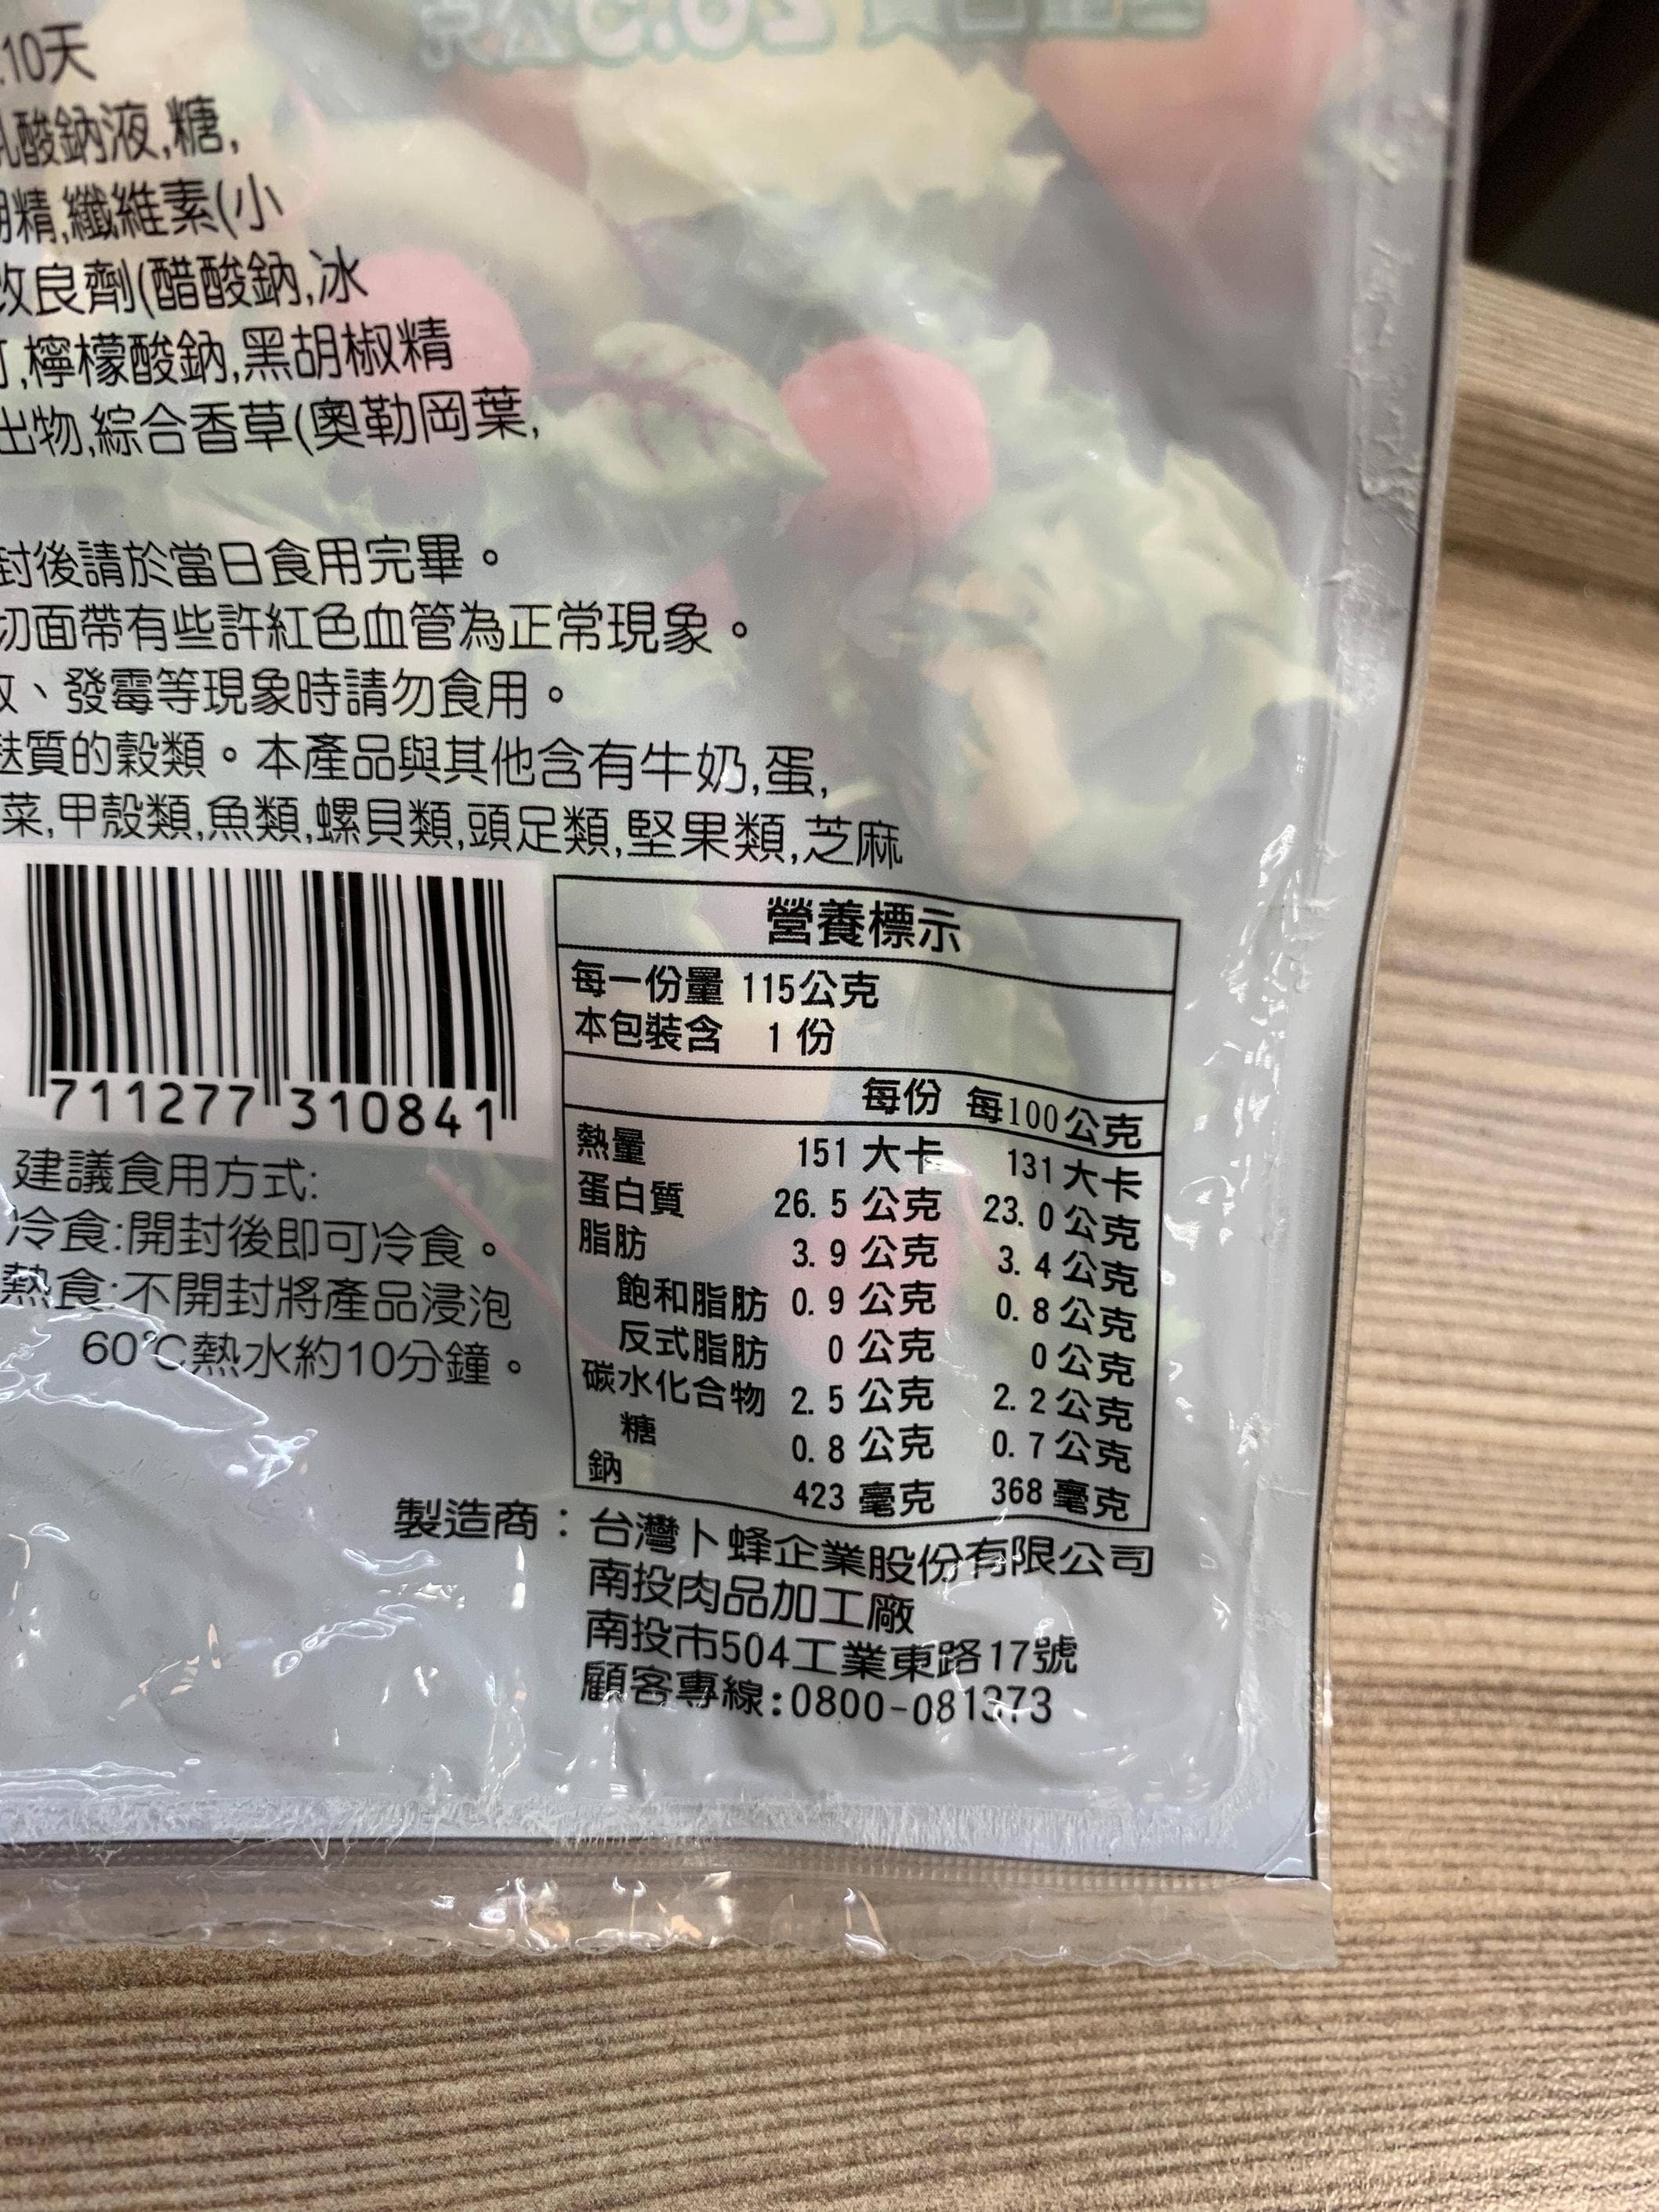 10天
酸鈉液,糖,
精,纖維素(小
改良劑(醋酸鈉,冰
,檸檬酸鈉,黑胡椒精
出物,綜合香草(奧勒岡葉,
封後請於當日食用完畢。
切面帶有些許紅色血管為正常現象。
、發霉等現象時請勿食用。
質的穀類。本產品與其他含有牛奶,蛋,
菜,甲殼類,魚類,螺貝類,頭足類,堅果類,芝麻
711277 310841
建議食用方式:
冷食:開封後即可冷食。
熱食:不開封將產品浸泡
60℃熱水約10分鐘。
營養標示
每一份量 115公克
本包裝含 1 份
每份 每100公克
熱量 151 大卡 131 大卡
蛋白質 26.5 公克 23.0 公克
脂肪 3.9 公克 3.4 公克
飽和脂肪 0.9 公克 0.8 公克
反式脂肪 0 公克 0 公克
碳水化合物 2.5 公克 2.2 公克
糖 0.8 公克 0.7 公克
鈉 423 毫克 368 毫克
製造商：台灣卜蜂企業股份有限公司
南投肉品加工廠
南投市504工業東路17號
顧客專線:0800-081373